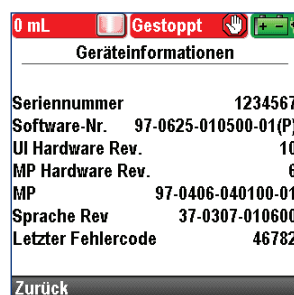 0 mL Gestoppt
Geräteinformationen
Seriennummer 1234567
Software-Nr. 97-0625-010500-01(P)
UI Hardware Rev. 10
MP Hardware Rev. 6
MP 97-0406-040100-01
Sprache Rev 37-0307-010600
Letzter Fehlercode 46782
Zurück